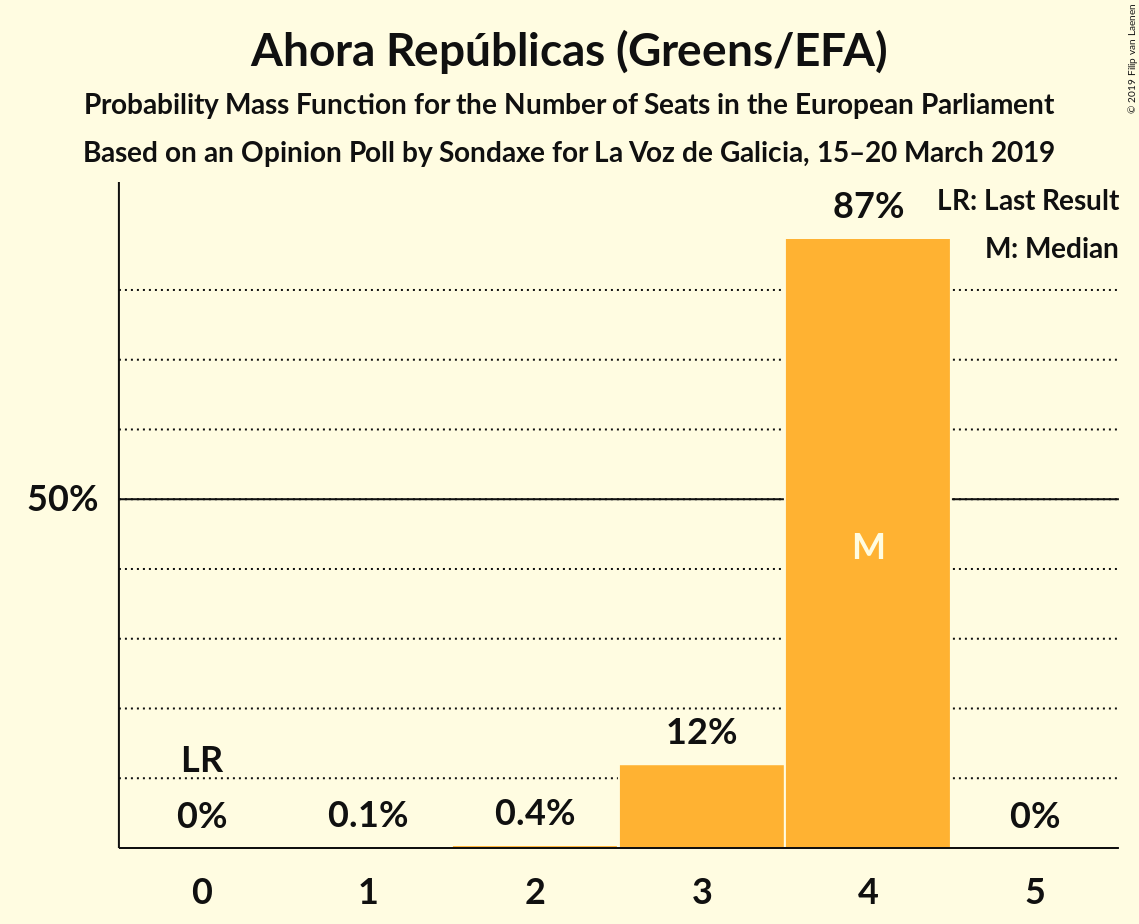 Ahora Repúblicas (Greens/EFA)
Probability Mass Function for the Number of Seats in the European Parliament
Based on an Opinion Poll by Sondaxe for La Voz de Galicia, 15–20 March 2019
© 2019 Filip van Laenen
LR: Last Result
M: Median
87%
50%
M
12%
LR
0%
0.1%
0.4%
0%
0 1 2 3 4 5